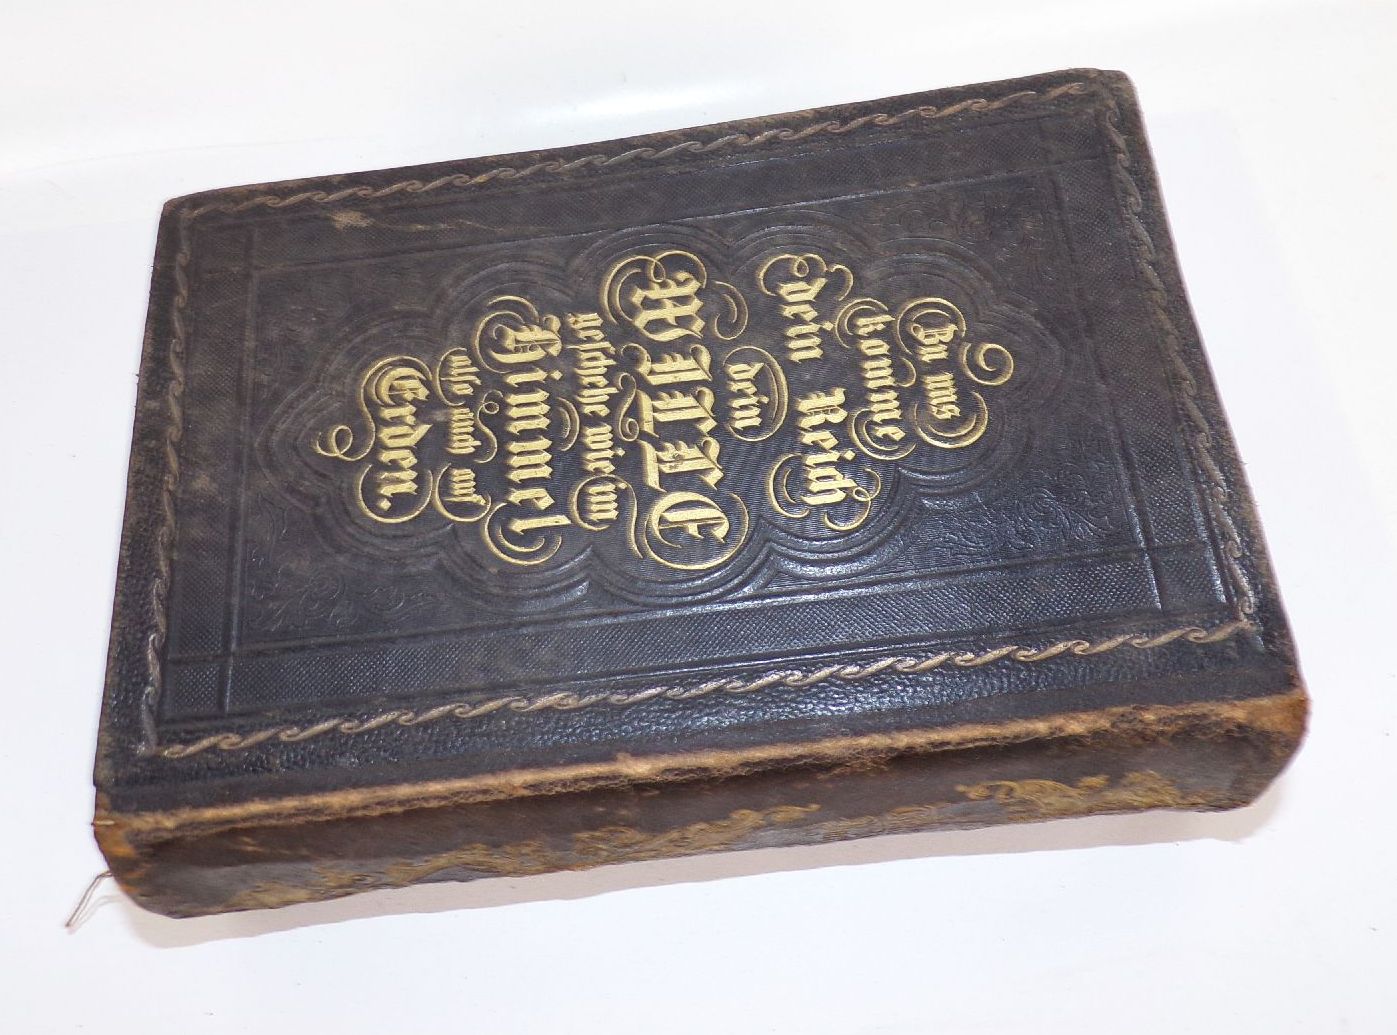 Zu uns
komme
dein Reich
dein
WILLE
geschehe wie im
Himmel
also auch auf
Erden.